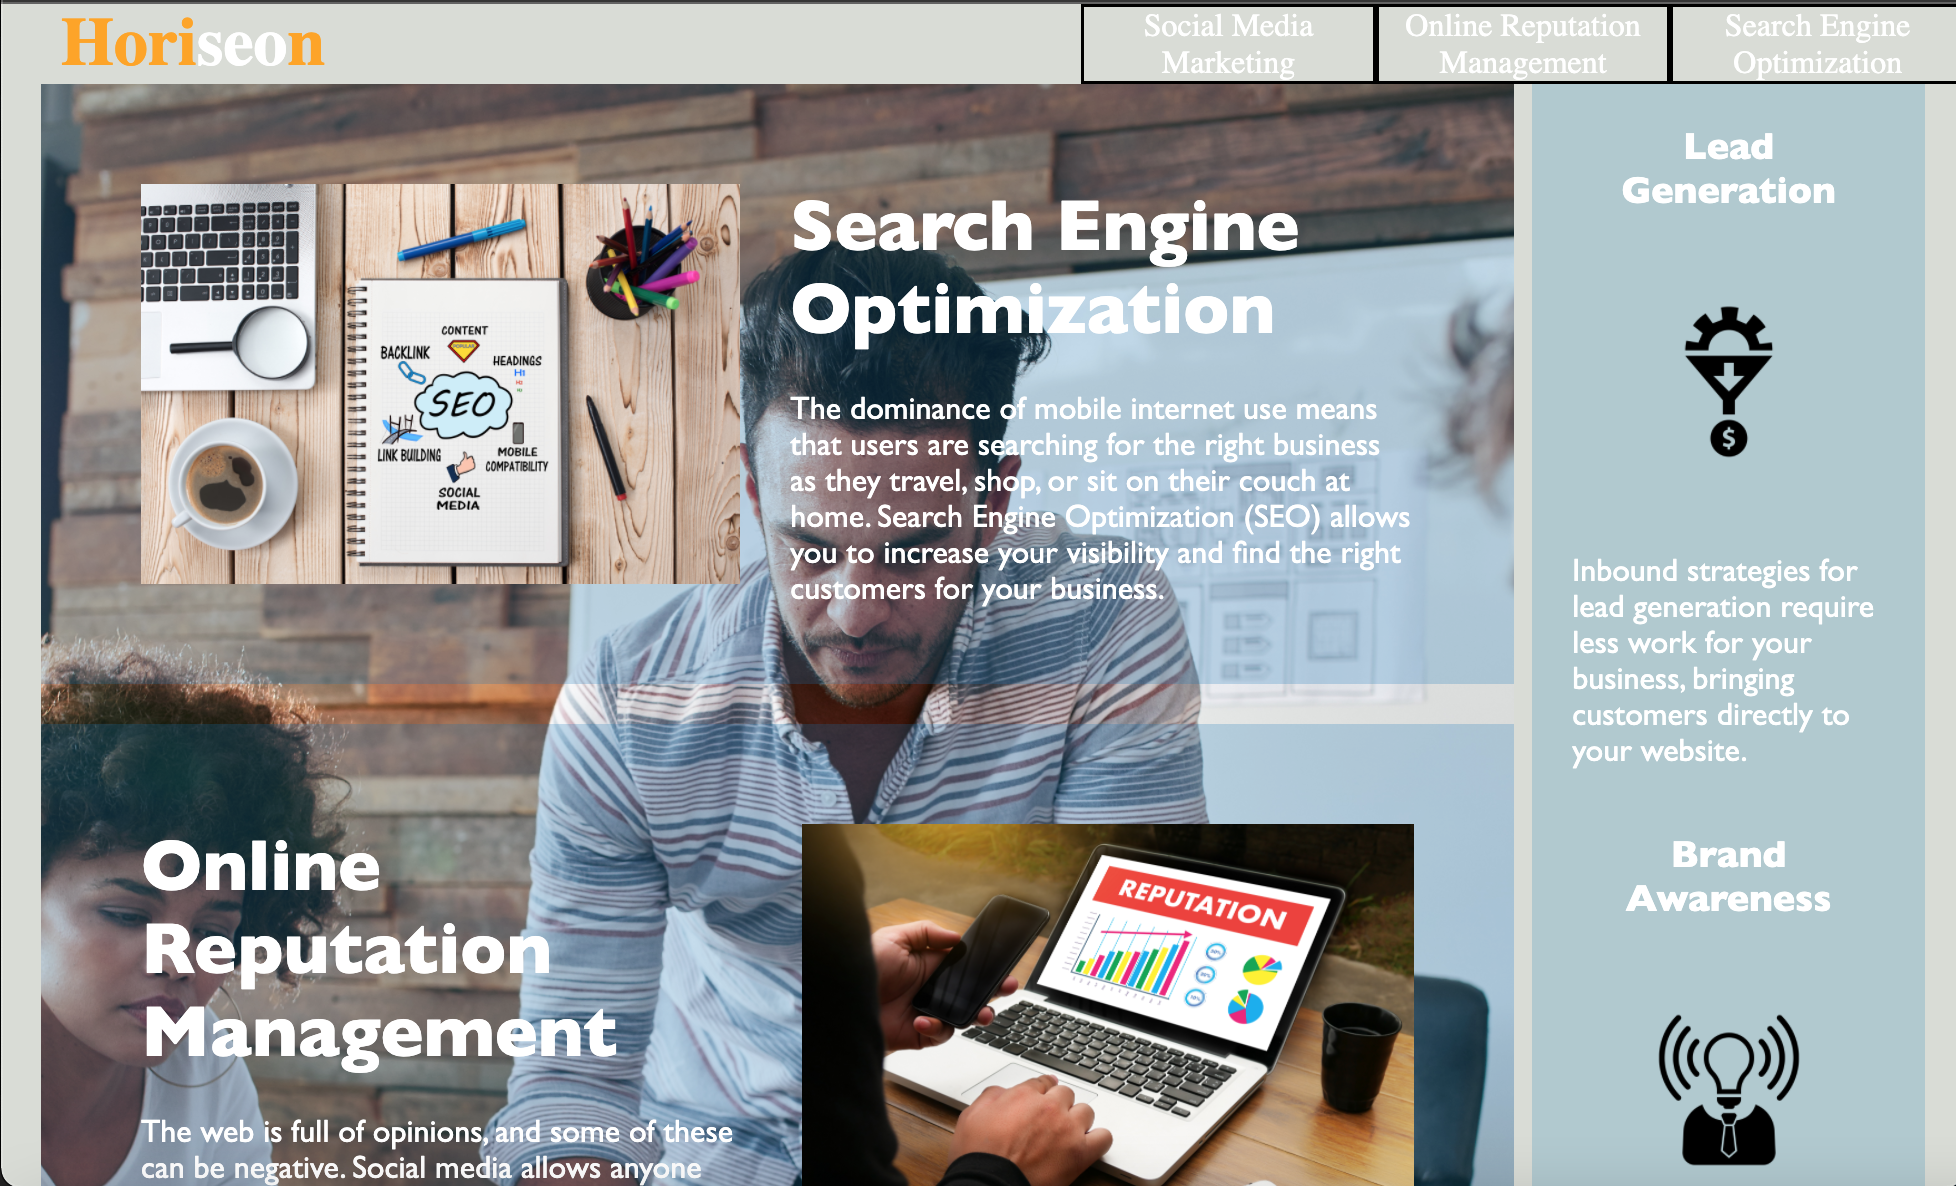 Horiseon
Social Media
Marketing
Online Reputation
Management
Search Engine
Optimization
CONTENT
BACKLINK
HEADINGS
H1
H2
H3
SEO
LINK BUILDING
MOBILE
COMPATIBILITY
SOCIAL
MEDIA
Search Engine
Optimization
The dominance of mobile internet use means
that users are searching for the right business
as they travel, shop, or sit on their couch at
home. Search Engine Optimization (SEO) allows
you to increase your visibility and find the right
customers for your business.
Online
Reputation
Management
The web is full of opinions, and some of these
can be negative. Social media allows anyone
REPUTATION
Lead
Generation
$
Inbound strategies for
lead generation require
less work for your
business, bringing
customers directly to
your website.
Brand
Awareness